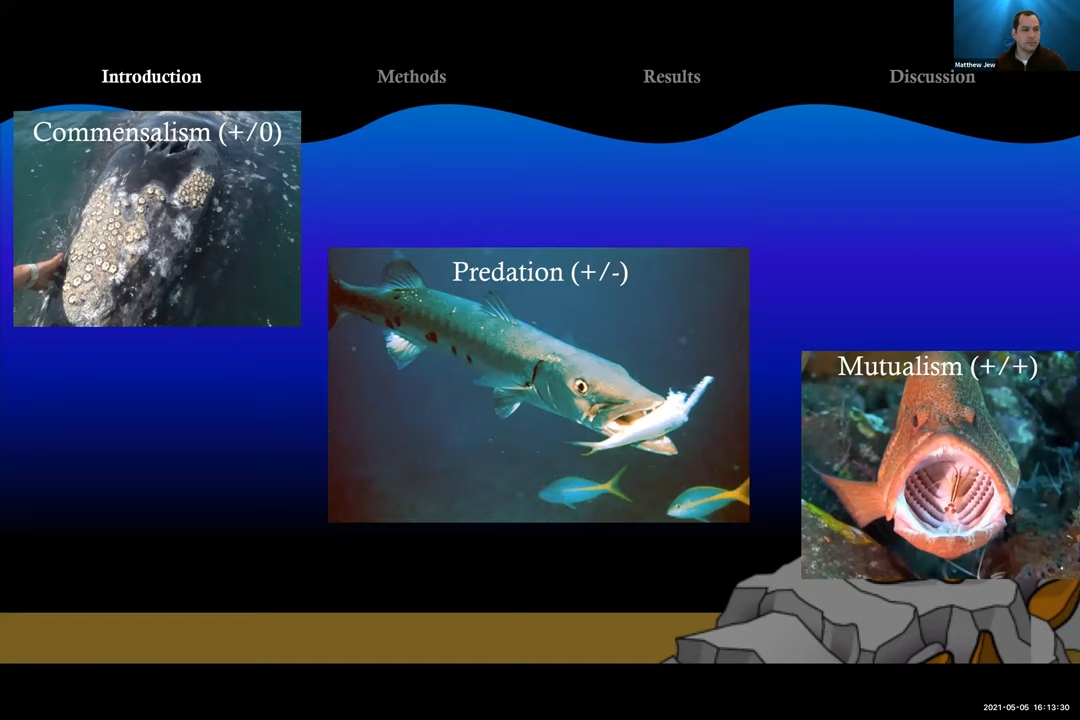 Matthew Jew
Introduction
Methods
Results
Discussion
Commensalism (+/0)
Predation (+/-)
Mutualism (+/+)
2021-05-05 16:13:30